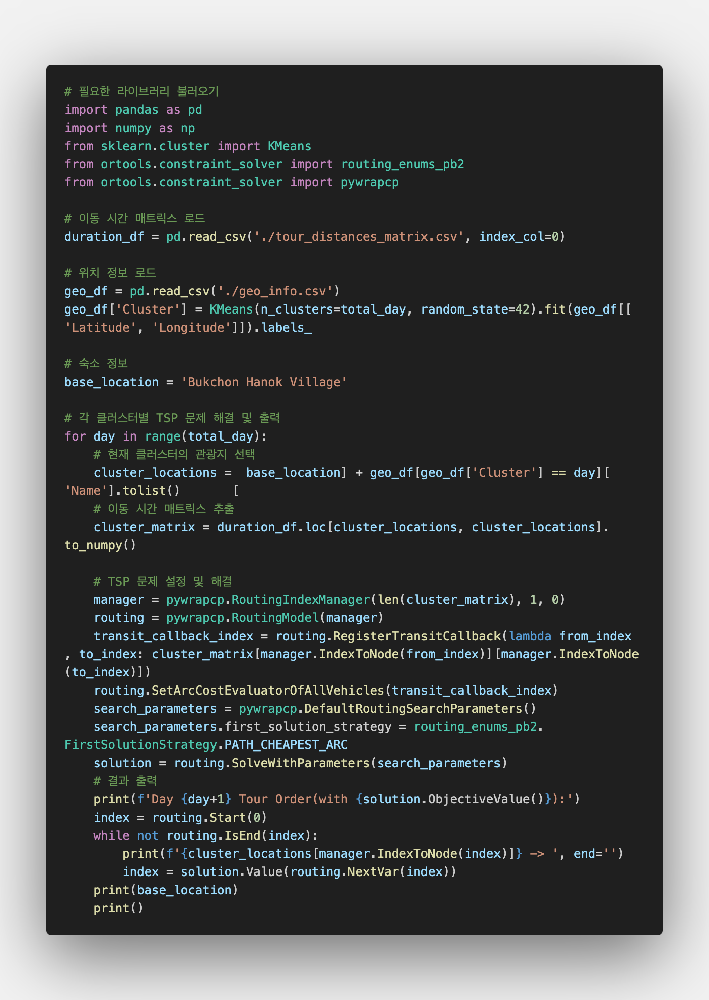 # 필요한 라이브러리 불러오기
import pandas as pd
import numpy as np
from sklearn.cluster import KMeans
from ortools.constraint_solver import routing_enums_pb2
from ortools.constraint_solver import pywrapcp

# 이동 시간 매트릭스 로드
duration_df = pd.read_csv('./tour_distances_matrix.csv', index_col=0)

# 위치 정보 로드
geo_df = pd.read_csv('./geo_info.csv')
geo_df['Cluster'] = KMeans(n_clusters=total_day, random_state=42).fit(geo_df[[
'Latitude', 'Longitude']]).labels_

# 숙소 정보
base_location = 'Bukchon Hanok Village'

# 각 클러스터별 TSP 문제 해결 및 출력
for day in range(total_day):
    # 현재 클러스터의 관광지 선택
    cluster_locations =  base_location] + geo_df[geo_df['Cluster'] == day][
'Name'].tolist()       [
    # 이동 시간 매트릭스 추출
    cluster_matrix = duration_df.loc[cluster_locations, cluster_locations].
to_numpy()

    # TSP 문제 설정 및 해결
    manager = pywrapcp.RoutingIndexManager(len(cluster_matrix), 1, 0)
    routing = pywrapcp.RoutingModel(manager)
    transit_callback_index = routing.RegisterTransitCallback(lambda from_index
, to_index: cluster_matrix[manager.IndexToNode(from_index)][manager.IndexToNode
(to_index)])
    routing.SetArcCostEvaluatorOfAllVehicles(transit_callback_index)
    search_parameters = pywrapcp.DefaultRoutingSearchParameters()
    search_parameters.first_solution_strategy = routing_enums_pb2.
FirstSolutionStrategy.PATH_CHEAPEST_ARC
    solution = routing.SolveWithParameters(search_parameters)
    # 결과 출력
    print(f'Day {day+1} Tour Order(with {solution.ObjectiveValue()}):')
    index = routing.Start(0)
    while not routing.IsEnd(index):
        print(f'{cluster_locations[manager.IndexToNode(index)]} -> ', end='')
        index = solution.Value(routing.NextVar(index))
    print(base_location)
    print()